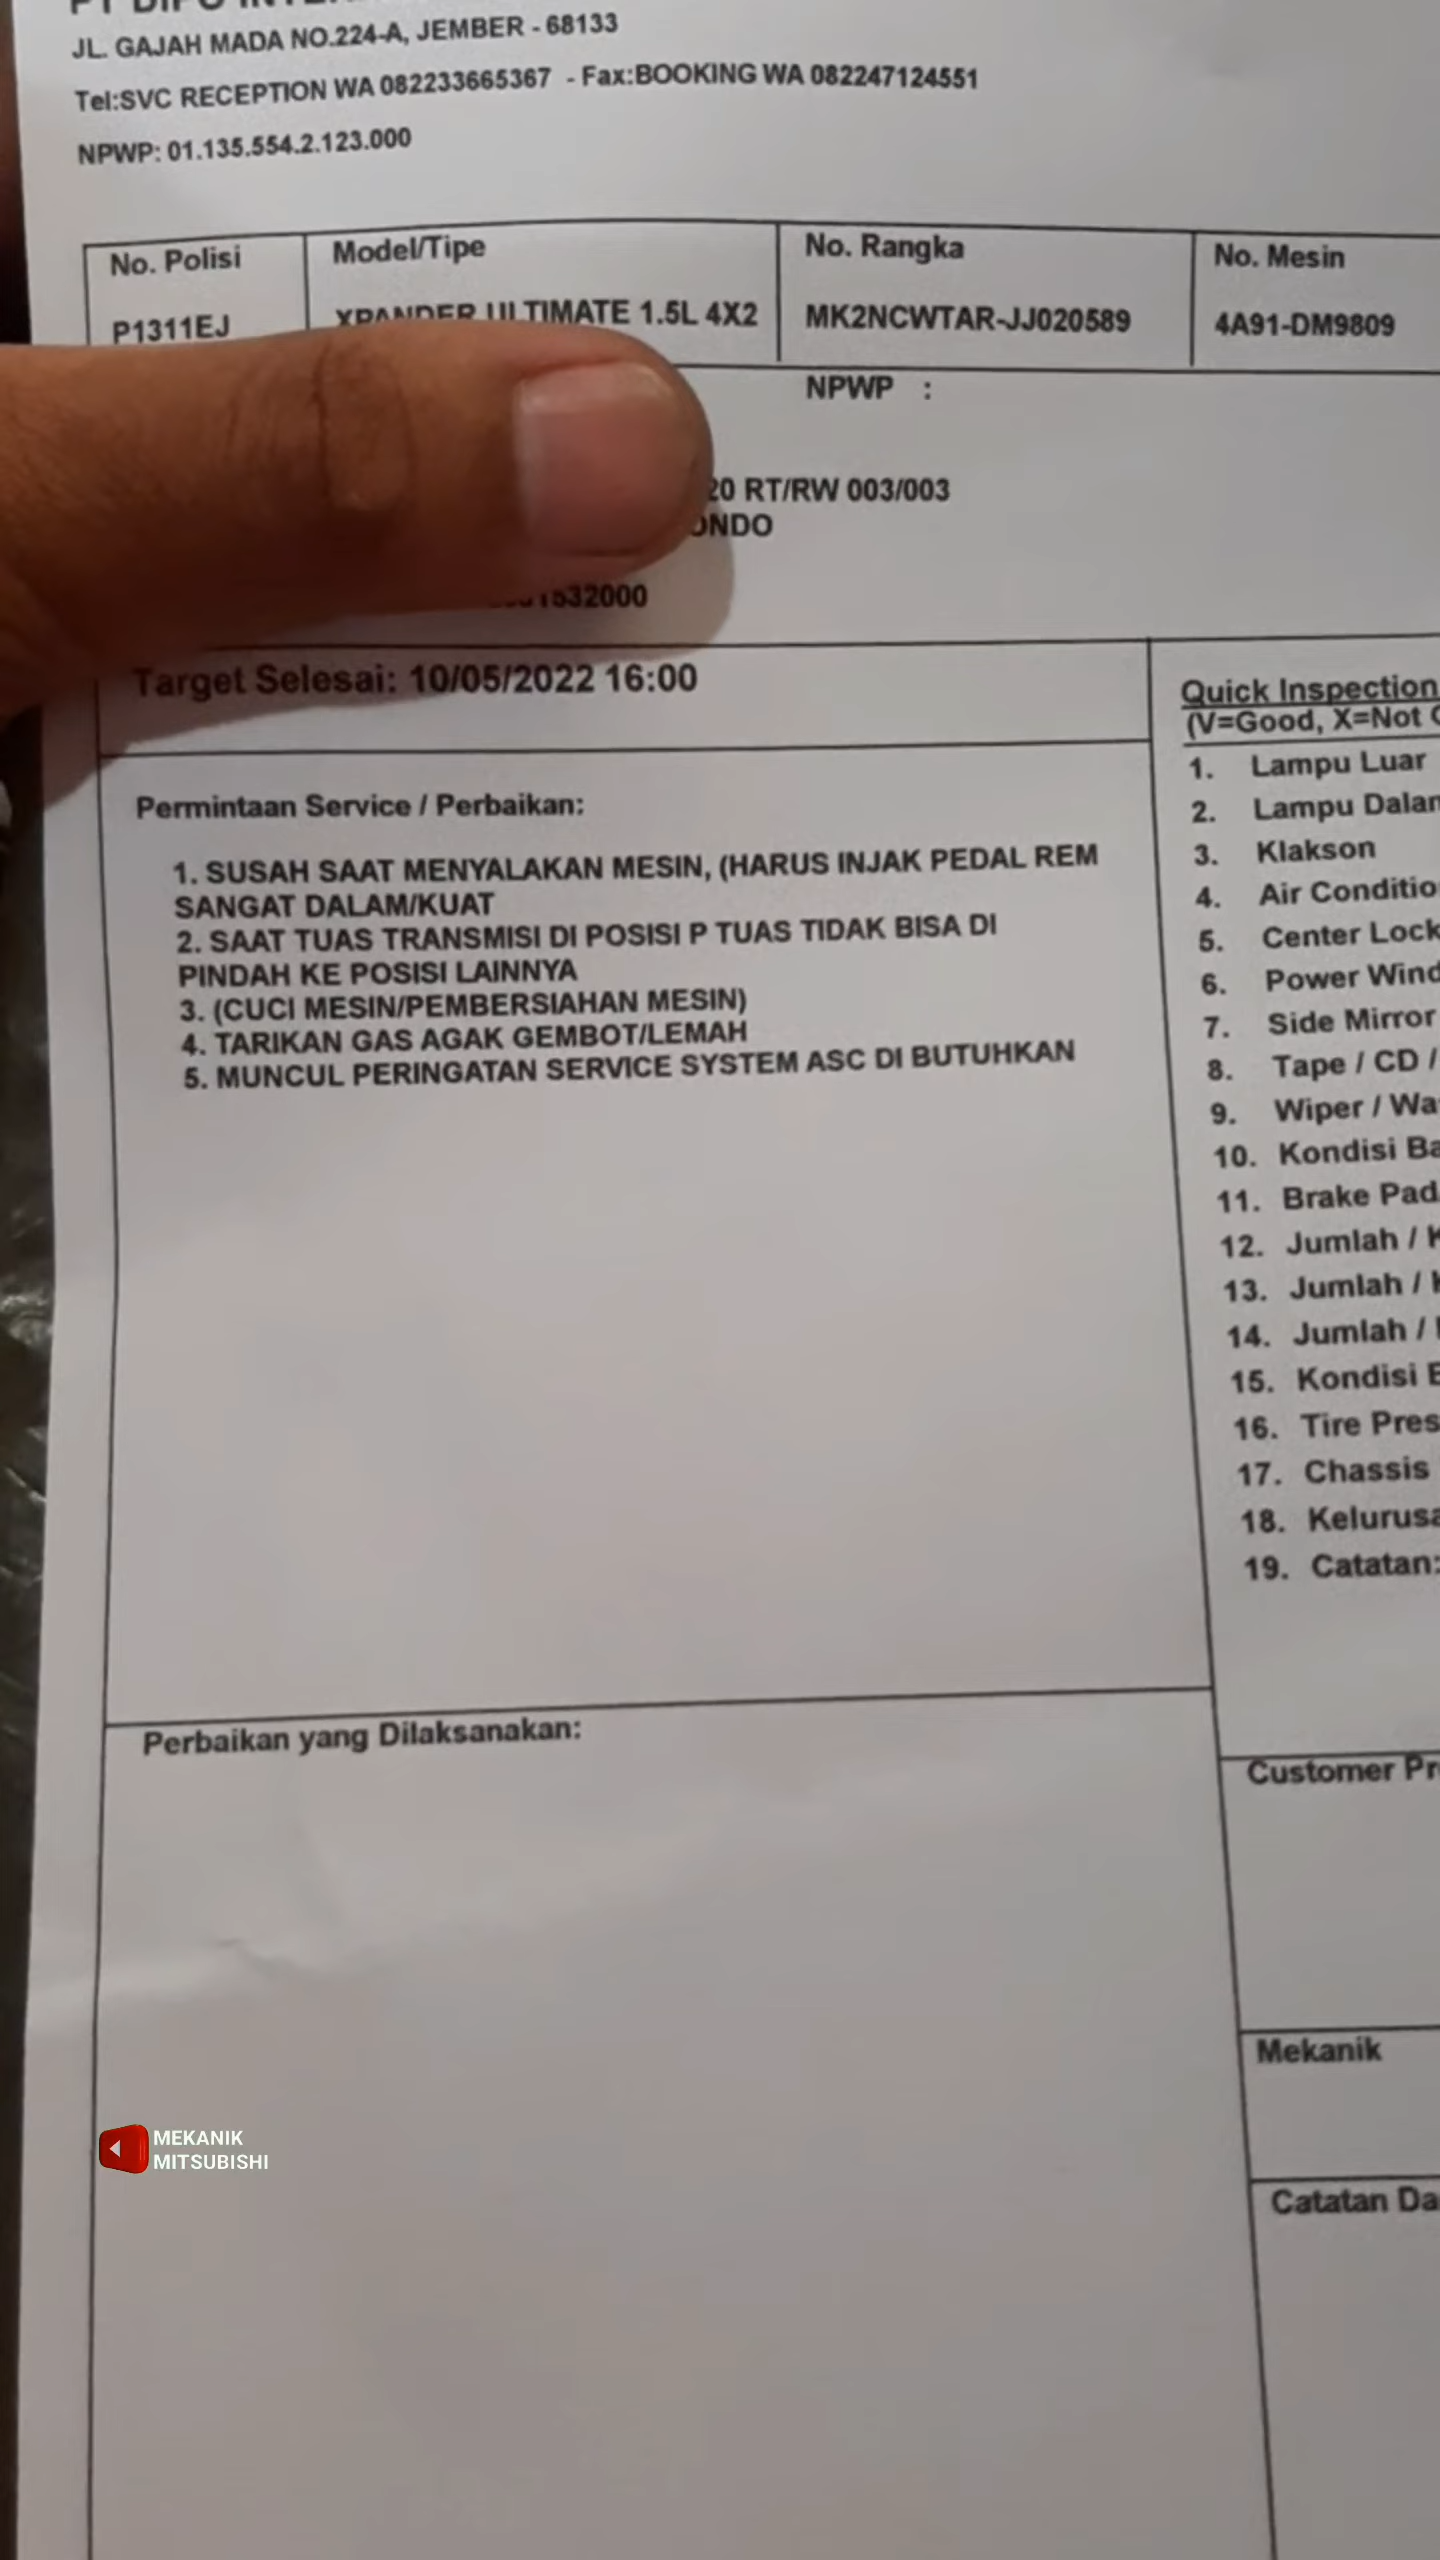 JL. GAJAH MADA NO.224-A, JEMBER - 68133
Tel:SVC RECEPTION WA 082233665367 - Fax:BOOKING WA 082247124551
NPWP: 01.135.554.2.123.000
No. Polisi Model/Tipe No. Rangka No. Mesin
P1311EJ XPANDER ULTIMATE 1.5L 4X2 MK2NCWTAR-JJ020589 4A91-DM9809
NPWP :
20 RT/RW 003/003
ONDO
1532000
Target Selesai: 10/05/2022 16:00
Permintaan Service / Perbaikan:
1. SUSAH SAAT MENYALAKAN MESIN, (HARUS INJAK PEDAL REM
SANGAT DALAM/KUAT
2. SAAT TUAS TRANSMISI DI POSISI P TUAS TIDAK BISA DI
PINDAH KE POSISI LAINNYA
3. (CUCI MESIN/PEMBERSIAHAN MESIN)
4. TARIKAN GAS AGAK GEMBOT/LEMAH
5. MUNCUL PERINGATAN SERVICE SYSTEM ASC DI BUTUHKAN
Perbaikan yang Dilaksanakan:
Quick Inspection
(V=Good, X=Not
1. Lampu Luar
2. Lampu Dalam
3. Klakson
4. Air Conditio
5. Center Lock
6. Power Wind
7. Side Mirror
8. Tape / CD /
9. Wiper / Wa
10. Kondisi Ba
11. Brake Pad
12. Jumlah /
13. Jumlah /
14. Jumlah /
15. Kondisi
16. Tire Pres
17. Chassis
18. Kelurusa
19. Catatan:
Customer Pr
Mekanik
Catatan Da
MEKANIK
MITSUBISHI